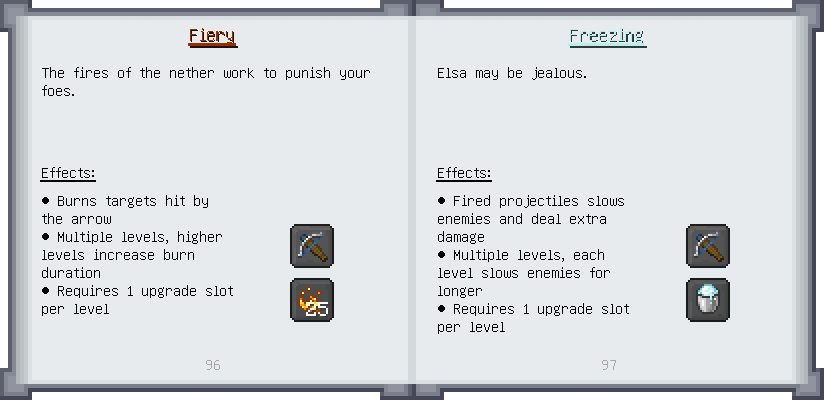 Fiery
The fires of the nether work to punish your
foes.
Effects:
● Burns targets hit by
the arrow
● Multiple levels, higher
levels increase burn
duration
● Requires 1 upgrade slot
per level
25
96
Freezing
Elsa may be jealous.
Effects:
● Fired projectiles slows
enemies and deal extra
damage
● Multiple levels, each
level slows enemies for
longer
● Requires 1 upgrade slot
per level
97